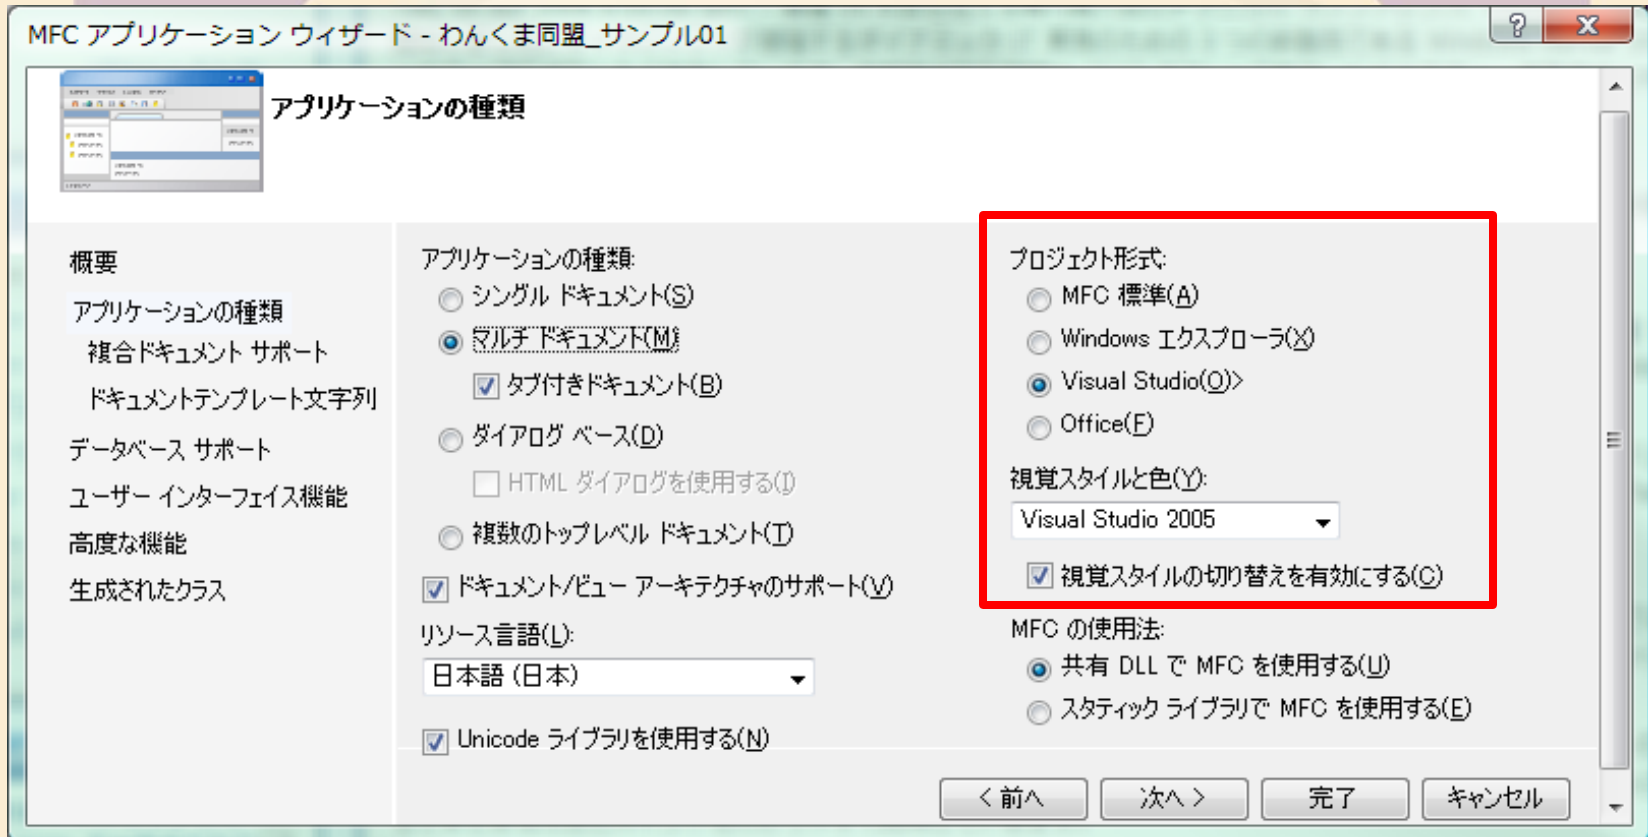 MFC アプリケーション ウィザード - わんくま同盟_サンプル01
アプリケーションの種類
概要
アプリケーションの種類
複合ドキュメント サポート
ドキュメントテンプレート文字列
データベース サポート
ユーザー インターフェイス機能
高度な機能
生成されたクラス
アプリケーションの種類:
シングル ドキュメント(S)
マルチ ドキュメント(M)
タブ付きドキュメント(B)
ダイアログ ベース(D)
HTML ダイアログを使用する(I)
複数のトップレベル ドキュメント(T)
ドキュメント/ビュー アーキテクチャのサポート(V)
リソース言語(L):
日本語 (日本)
Unicode ライブラリを使用する(N)
プロジェクト形式:
MFC 標準(A)
Windows エクスプローラ(X)
Visual Studio(O)>
Office(F)
視覚スタイルと色(Y):
Visual Studio 2005
視覚スタイルの切り替えを有効にする(C)
MFC の使用法:
共有 DLL で MFC を使用する(U)
スタティック ライブラリで MFC を使用する(E)
< 前へ
次へ >
完了
キャンセル